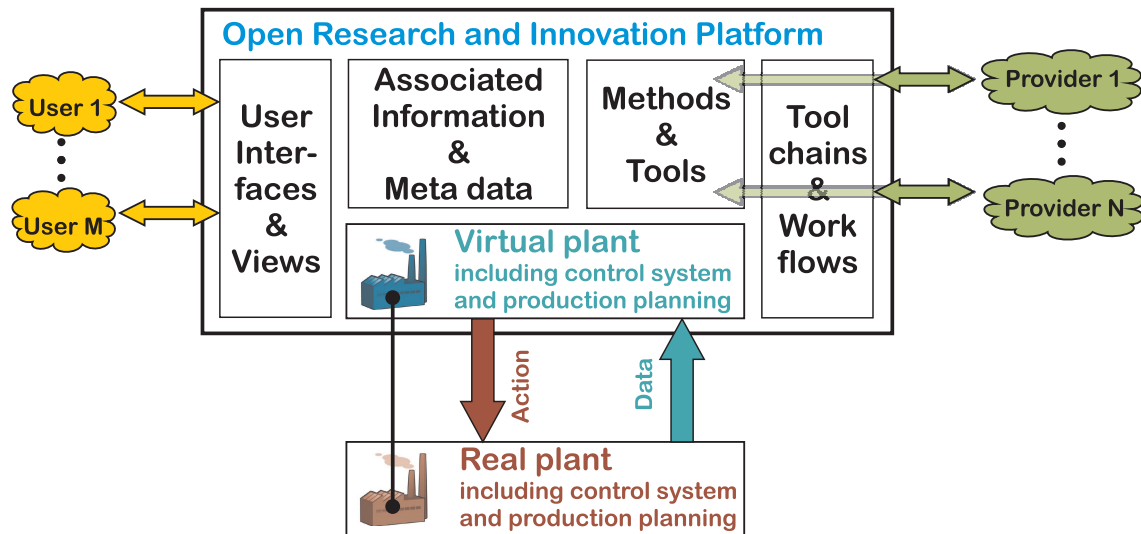 Open Research and Innovation Platform
User 1
User M
User
Inter-
faces
&
Views
Associated
Information
&
Meta data
Methods
&
Tools
Tool
chains
&
Work
flows
Provider 1
Provider N
Virtual plant
including control system
and production planning
Action
Data
Real plant
including control system
and production planning